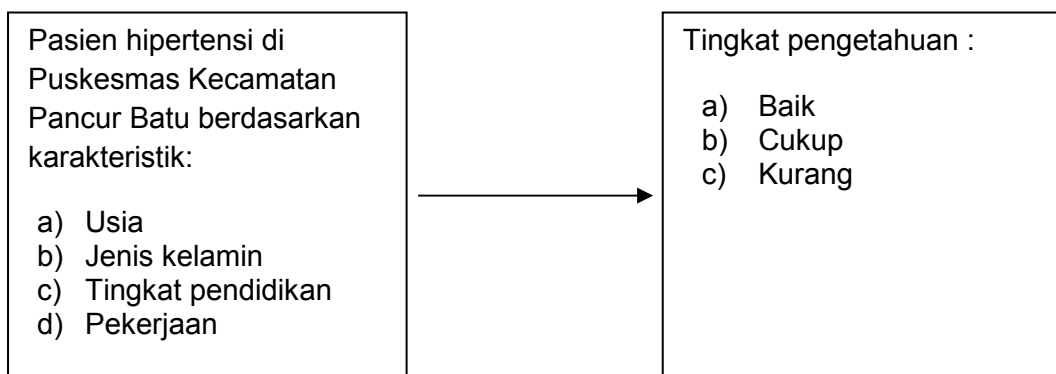 Pasien hipertensi di
Puskesmas Kecamatan
Pancur Batu berdasarkan
karakteristik:
a) Usia
b) Jenis kelamin
c) Tingkat pendidikan
d) Pekerjaan
Tingkat pengetahuan :
a) Baik
b) Cukup
c) Kurang